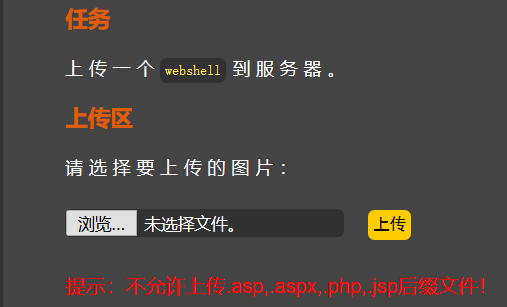 任务
上传一个 webshell 到服务器。
上传区
请选择要上传的图片：
浏览... 未选择文件。 上传
提示：不允许上传.asp,.aspx,.php,.jsp后缀文件！